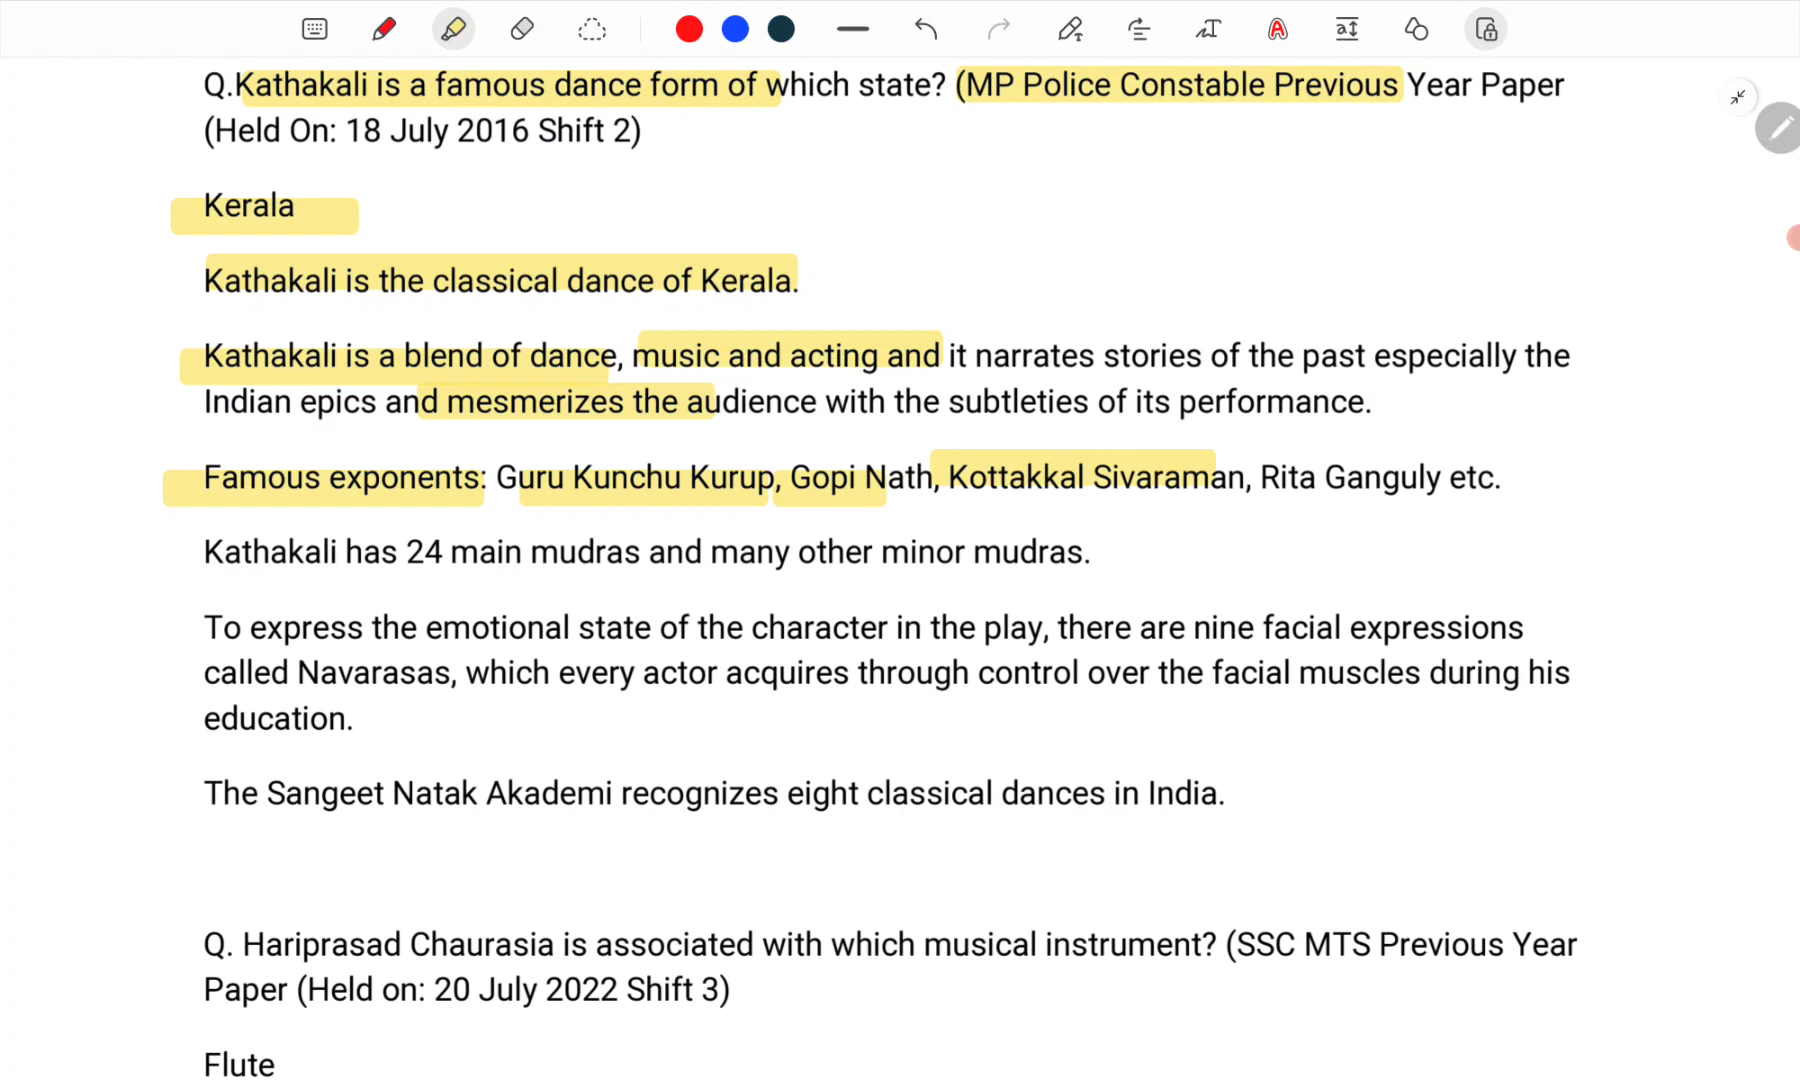 Q.Kathakali is a famous dance form of which state? (MP Police Constable Previous Year Paper
(Held On: 18 July 2016 Shift 2)
Kerala
Kathakali is the classical dance of Kerala.
Kathakali is a blend of dance, music and acting and it narrates stories of the past especially the
Indian epics and mesmerizes the audience with the subtleties of its performance.
Famous exponents: Guru Kunchu Kurup, Gopi Nath, Kottakkal Sivaraman, Rita Ganguly etc.
Kathakali has 24 main mudras and many other minor mudras.
To express the emotional state of the character in the play, there are nine facial expressions
called Navarasas, which every actor acquires through control over the facial muscles during his
education.
The Sangeet Natak Akademi recognizes eight classical dances in India.
Q. Hariprasad Chaurasia is associated with which musical instrument? (SSC MTS Previous Year
Paper (Held on: 20 July 2022 Shift 3)
Flute